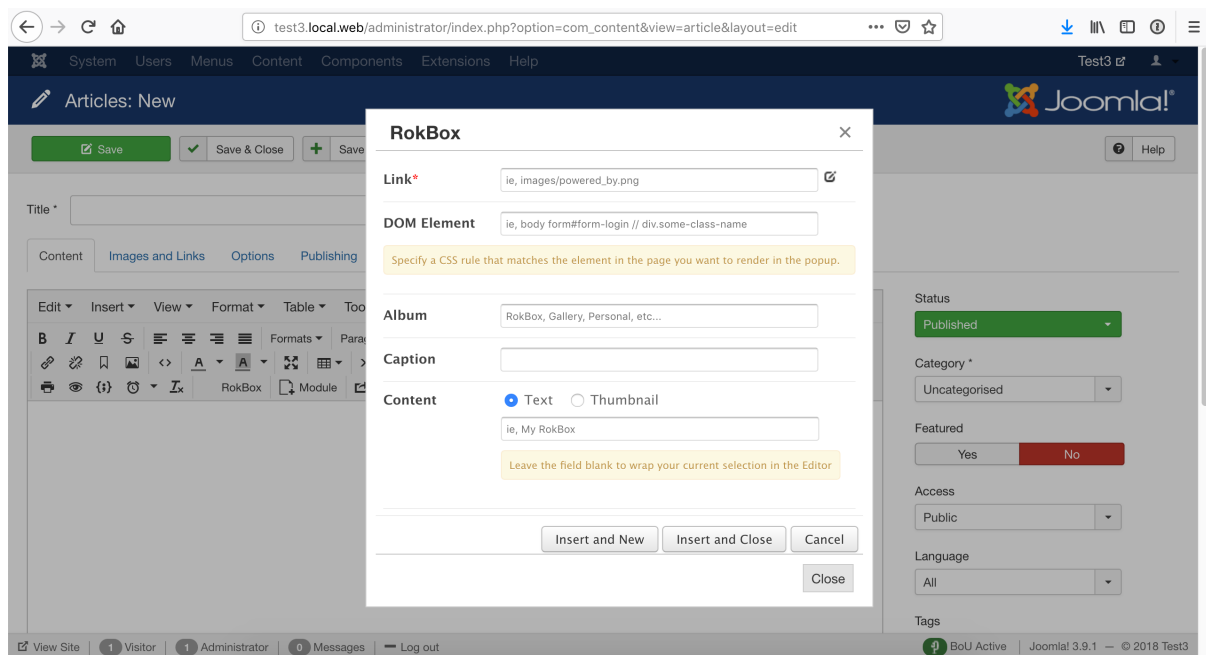 test3.local.web/administrator/index.php?option=com_content&view=article&layout=edit
System Users Menus Content Components Extensions Help
Test3
Articles: New
Joomla!®
Save
Save & Close
Save
Help
Title *
Content Images and Links Options Publishing
Edit Insert View Format Table Too
B I U S Formats Para
A A
{;} Ix RokBox Module
RokBox
Link*
ie, images/powered_by.png
DOM Element
ie, body form#form-login // div.some-class-name
Specify a CSS rule that matches the element in the page you want to render in the popup.
Album
RokBox, Gallery, Personal, etc...
Caption
Content
Text Thumbnail
ie, My RokBox
Leave the field blank to wrap your current selection in the Editor
Insert and New Insert and Close Cancel
Close
Status
Published
Category *
Uncategorised
Featured
Yes No
Access
Public
Language
All
Tags
View Site 1 Visitor 1 Administrator 0 Messages Log out
BoU Active Joomla! 3.9.1 — © 2018 Test3